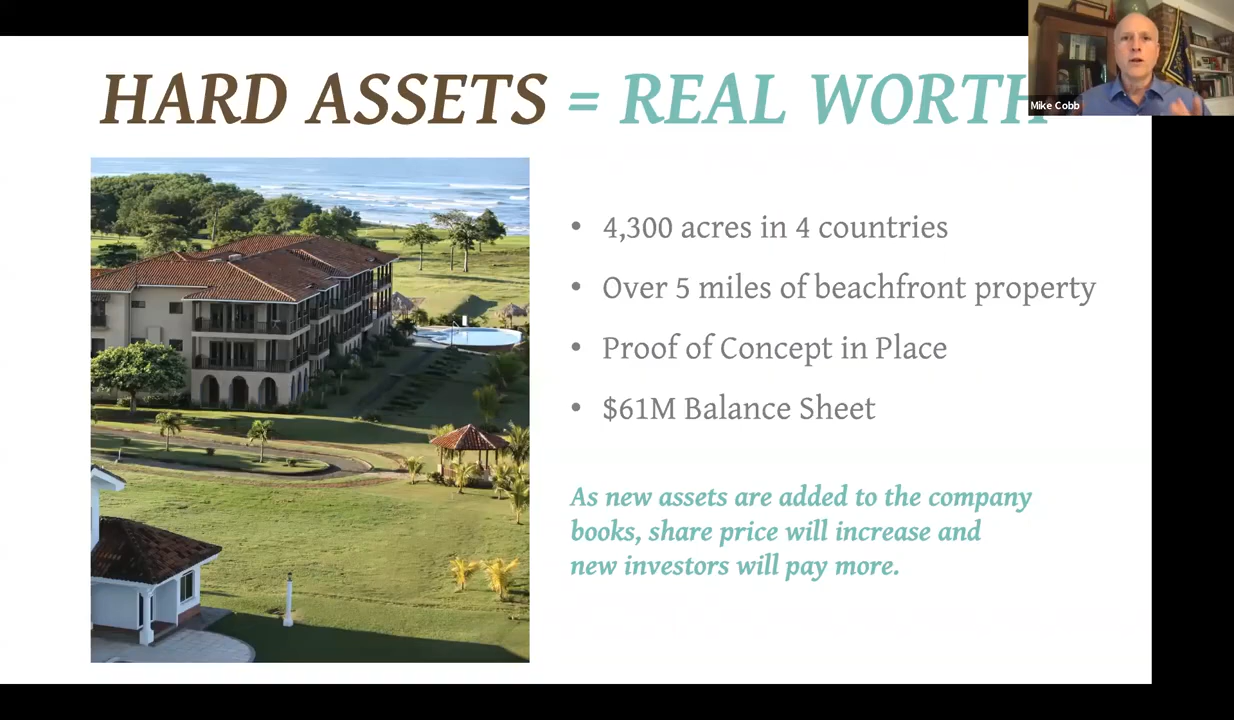 HARD ASSETS = REAL WORTH
Mike Cobb
• 4,300 acres in 4 countries
• Over 5 miles of beachfront property
• Proof of Concept in Place
• $61M Balance Sheet
As new assets are added to the company
books, share price will increase and
new investors will pay more.